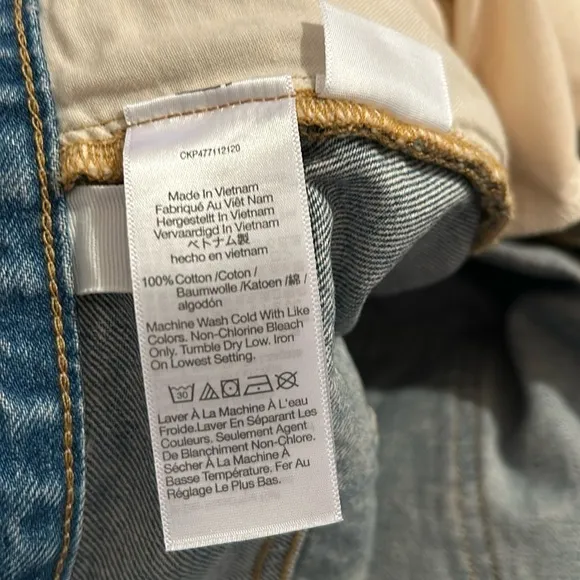 CKP477112120
Made In Vietnam
Fabriqué Au Viêt Nam
Hergestellt In Vietnam
Vervaardigd In Vietnam
ベトナム製
hecho en vietnam
100% Cotton /Coton /
Baumwolle /Katoen /綿 /
algodón
Machine Wash Cold With Like
Colors. Non-Chlorine Bleach
Only. Tumble Dry Low. Iron
On Lowest Setting.
30
Laver À La Machine À L'eau
Froide.Laver En Séparant Les
Couleurs. Seulement Agent
De Blanchiment Non-Chlore.
Sécher À La Machine À
Basse Température. Fer Au
Réglage Le Plus Bas.